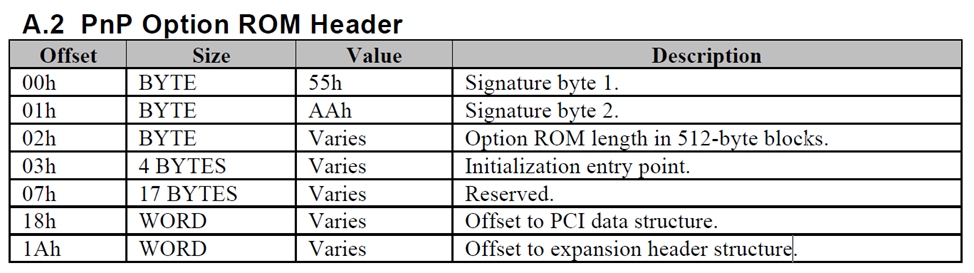 A.2 PnP Option ROM Header
Offset Size Value Description
00h BYTE 55h Signature byte 1.
01h BYTE AAh Signature byte 2.
02h BYTE Varies Option ROM length in 512-byte blocks.
03h 4 BYTES Varies Initialization entry point.
07h 17 BYTES Varies Reserved.
18h WORD Varies Offset to PCI data structure.
1Ah WORD Varies Offset to expansion header structure.